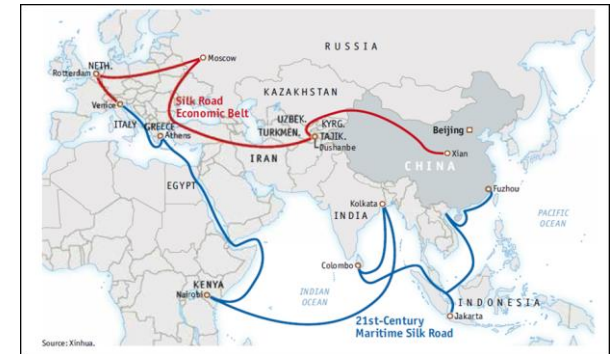 RUSSIA
Moscow
NETH.
Rotterdam
KAZAKHSTAN
Venice
Silk Road
Economic Belt
UZBEK.
KYRG.
ITALY
GREECE
Athens
TURKMEN.
TAJIK.
Dushanbe
Beijing
Xian
IRAN
CHINA
EGYPT
Fuzhou
Kolkata
INDIA
PACIFIC
OCEAN
Colombo
KENYA
Nairobi
INDIAN
OCEAN
INDONESIA
Jakarta
21st-Century
Maritime Silk Road
Source: Xinhua.